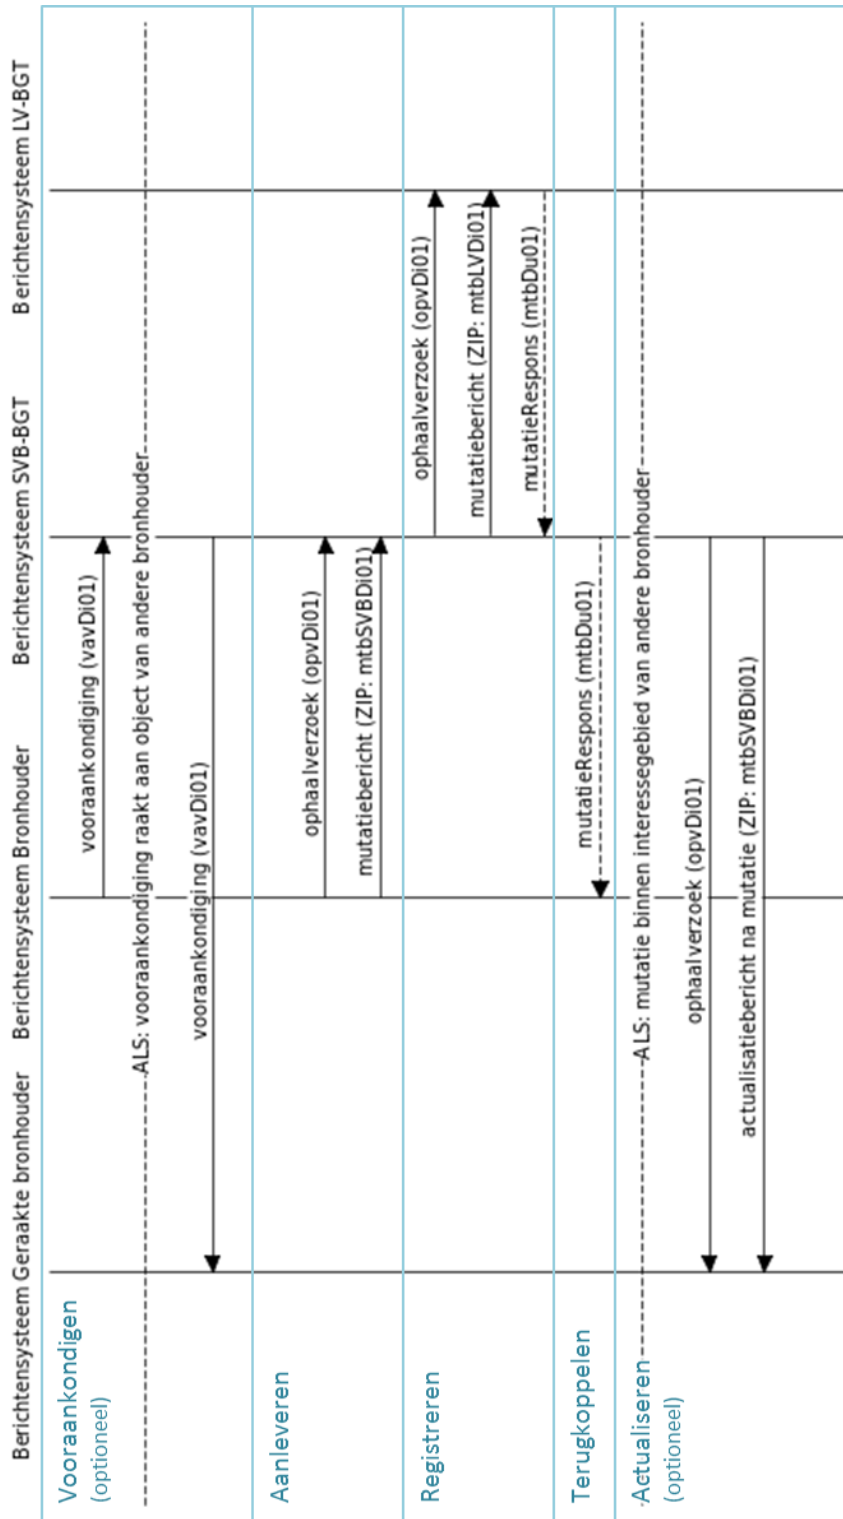 Berichtensysteem Geraakte bronhouder
Berichtensysteem Bronhouder
Berichtensysteem SVB-BGT
Berichtensysteem LV-BGT
Vooraankondigen
(optioneel)
vooraankondiging (vavDi01)
ALS: vooraankondiging raakt aan object van andere bronhouder
vooraankondiging (vavDi01)
Aanleveren
ophaalverzoek (opvDi01)
mutatiebericht (ZIP: mtbSVBDi01)
Registreren
ophaalverzoek (opvDi01)
mutatiebericht (ZIP: mtbLVDi01)
mutatieRespons (mtbDu01)
Terugkoppelen
mutatieRespons (mtbDu01)
Actualiseren
(optioneel)
ALS: mutatie binnen interessegebied van andere bronhouder
ophaalverzoek (opvDi01)
actualisatiebericht na mutatie (ZIP: mtbSVBDi01)